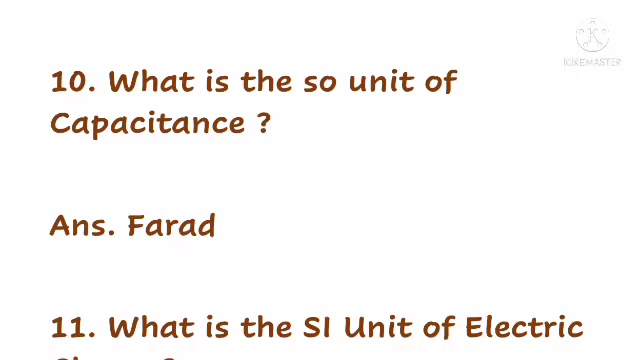 KINEMASTER
10. What is the so unit of
Capacitance ?
Ans. Farad
11. What is the SI Unit of Electric